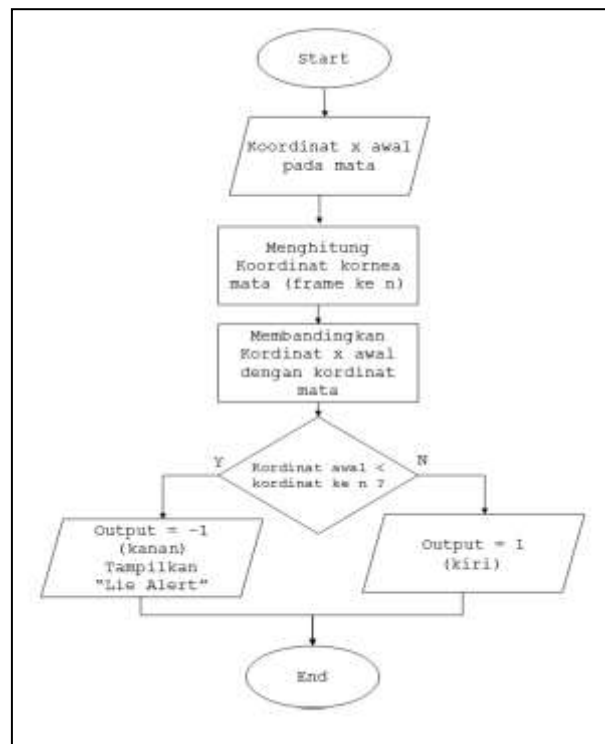 Start
Koordinat x awal
pada mata
Menghitung
Koordinat kornea
mata (frame ke n)
Membandingkan
Kordinat x awal
dengan kordinat
mata
Y
N
Kordinat awal <
kordinat ke n ?
Output = -1
(kanan)
Tampilkan
"Lie Alert"
Output = 1
(kiri)
End